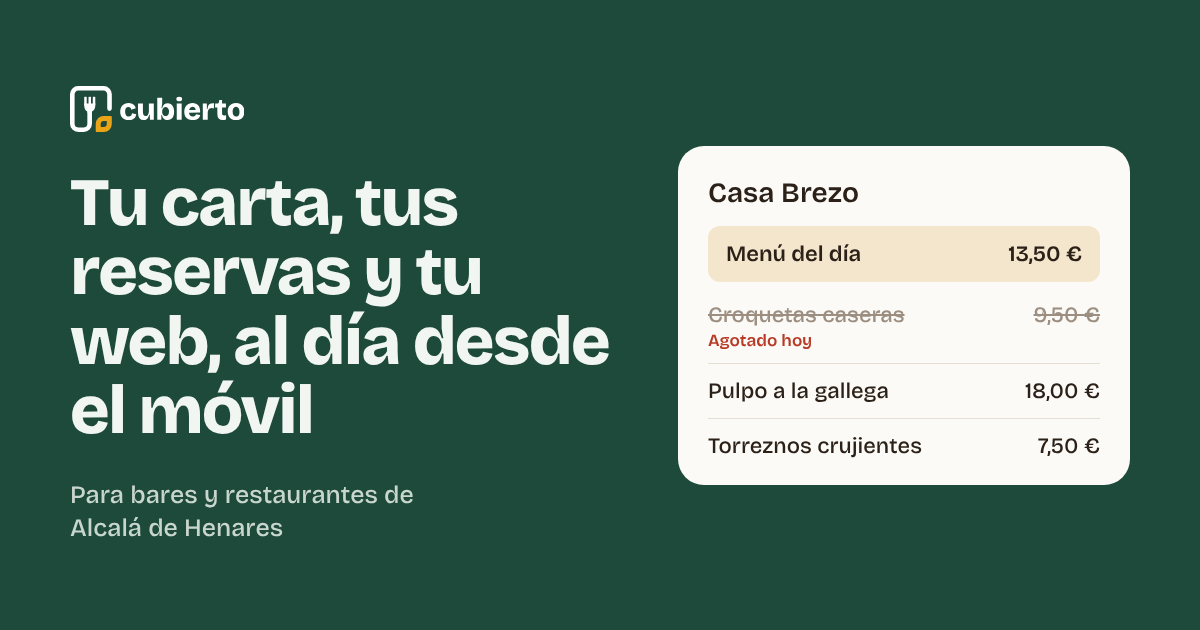 cubierto
Tu carta, tus
reservas y tu
web, al día desde
el móvil
Para bares y restaurantes de
Alcalá de Henares
Casa Brezo
Menú del día 13,50 €
Croquetas caseras 9,50 €
Agotado hoy
Pulpo a la gallega 18,00 €
Torreznos crujientes 7,50 €